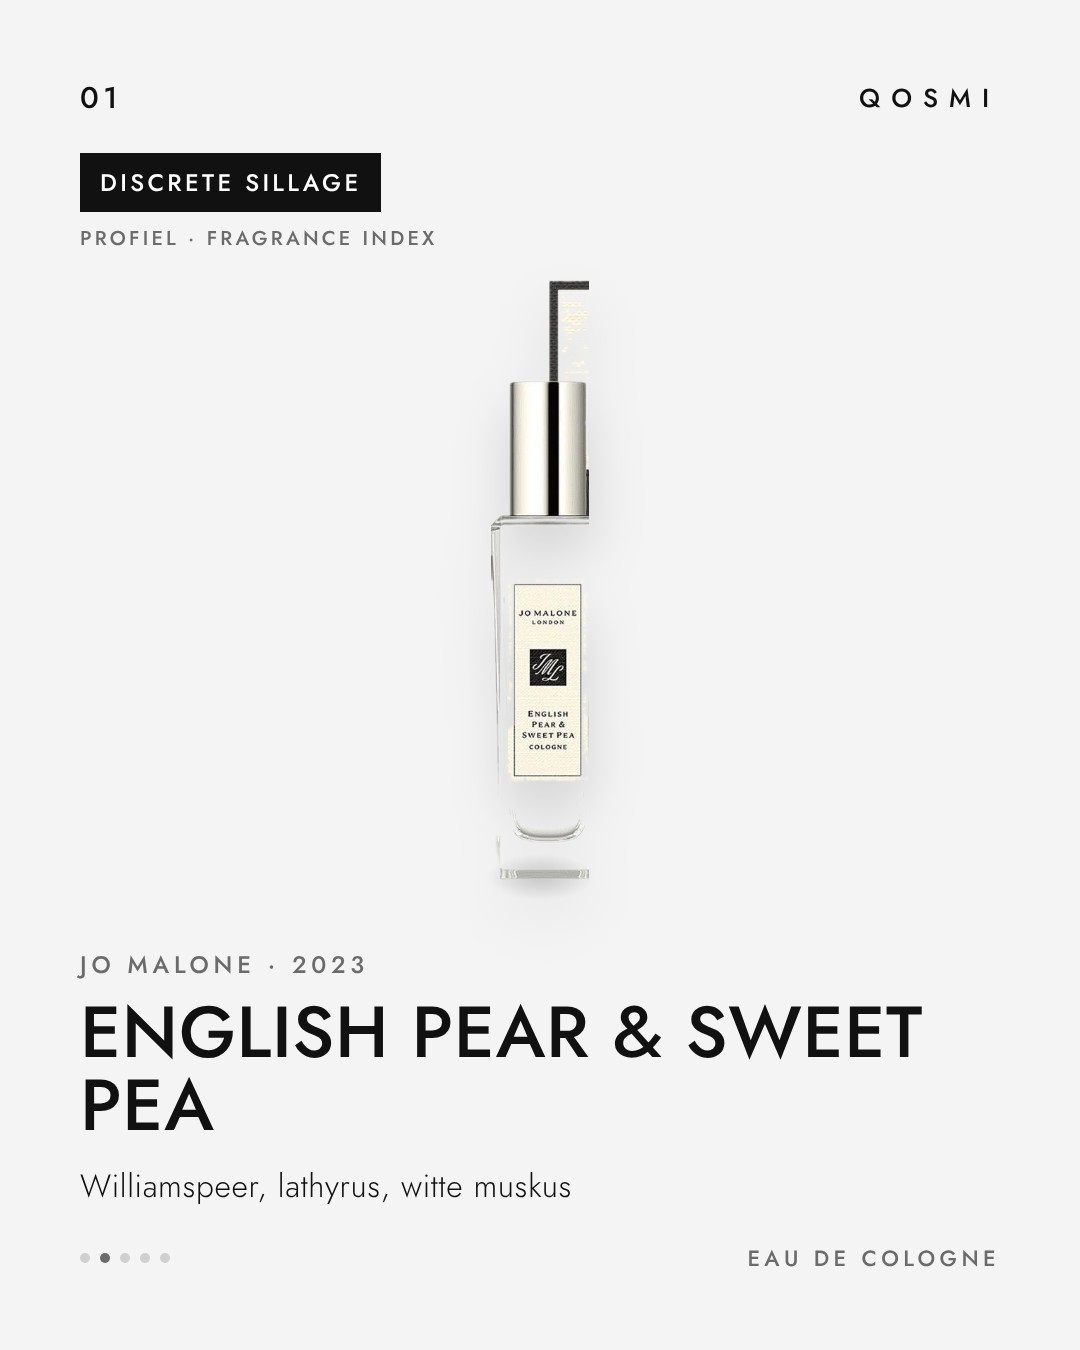 01
QOSMI
DISCRETE SILLAGE
PROFIEL · FRAGRANCE INDEX
JO MALONE
LONDON
JML
ENGLISH
PEAR &
SWEET PEA
COLOGNE
JO MALONE · 2023
ENGLISH PEAR & SWEET
PEA
Williamspeer, lathyrus, witte muskus
EAU DE COLOGNE